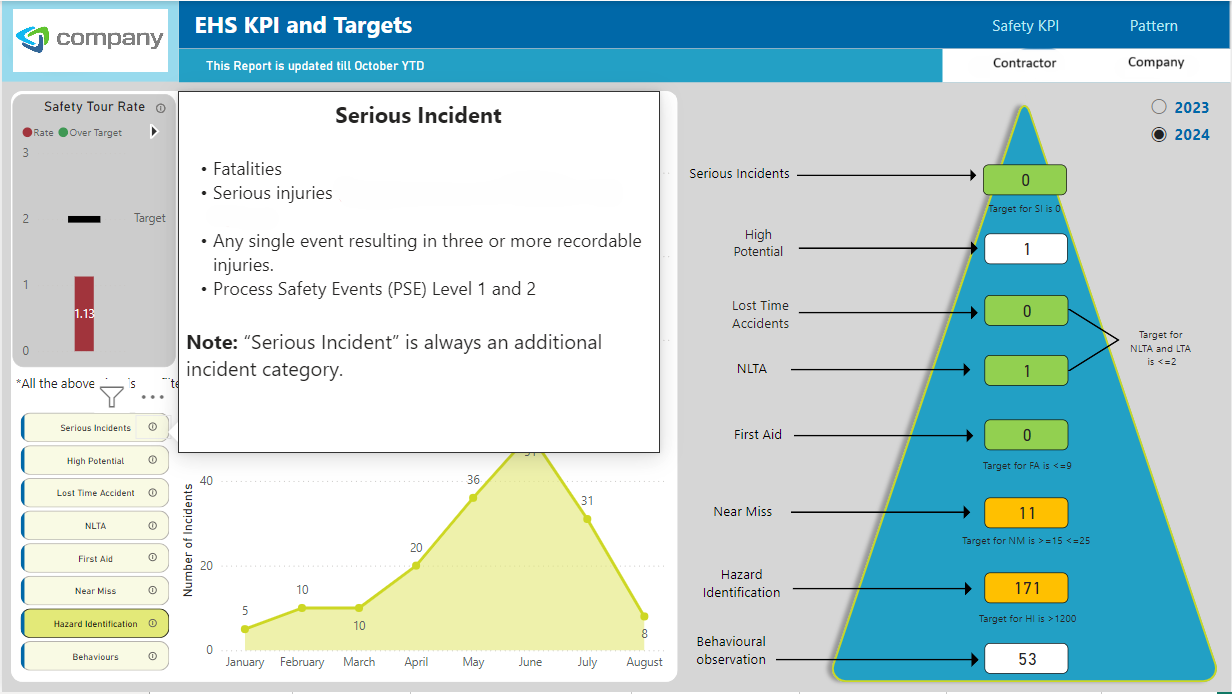 company
EHS KPI and Targets
Safety KPI
Pattern
This Report is updated till October YTD
Contractor
Company
Safety Tour Rate
Rate
Over Target
3
2
Target
1
1.13
0
*All the above
Serious Incidents
High Potential
Lost Time Accident
NLTA
First Aid
Near Miss
Hazard Identification
Behaviours
Serious Incident
• Fatalities
• Serious injuries
• Any single event resulting in three or more recordable
injuries.
• Process Safety Events (PSE) Level 1 and 2
Note: “Serious Incident” is always an additional
incident category.
Number of Incidents
40
20
0
5
10
10
20
36
31
8
January
February
March
April
May
June
July
August
2023
2024
Serious Incidents
0
Target for SI is 0
High
Potential
1
Lost Time
Accidents
0
Target for
NLTA and LTA
is <=2
NLTA
1
First Aid
0
Target for FA is <=9
Near Miss
11
Target for NM is >=15 <=25
Hazard
Identification
171
Target for HI is >1200
Behavioural
observation
53